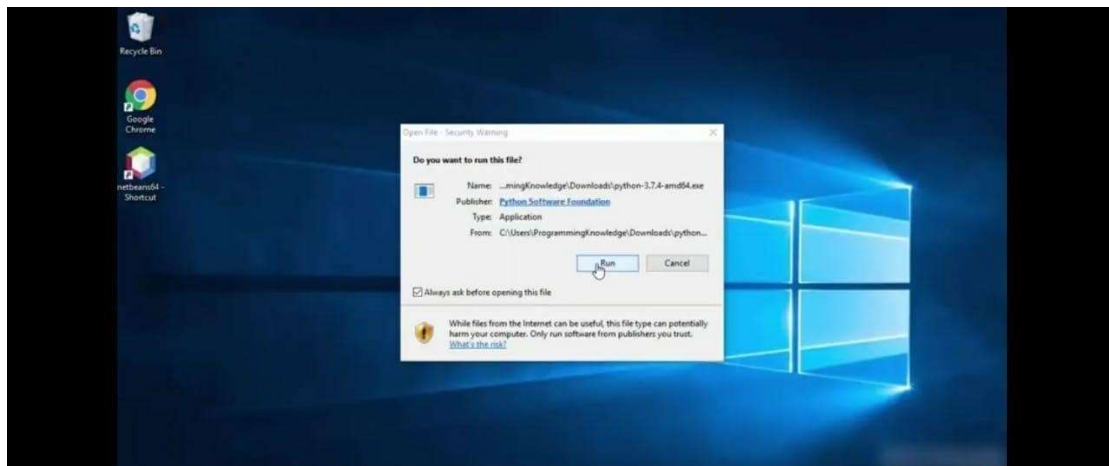 Recycle Bin
Google
Chrome
netbeans64 -
Shortcut
Open File - Security Warning
Do you want to run this file?
Name: ...mingKnowledge\Downloads\python-3.7.4-amd64.exe
Publisher: Python Software Foundation
Type: Application
From: C:\Users\ProgrammingKnowledge\Downloads\python...
Run Cancel
Always ask before opening this file
While files from the Internet can be useful, this file type can potentially
harm your computer. Only run software from publishers you trust.
What's the risk?